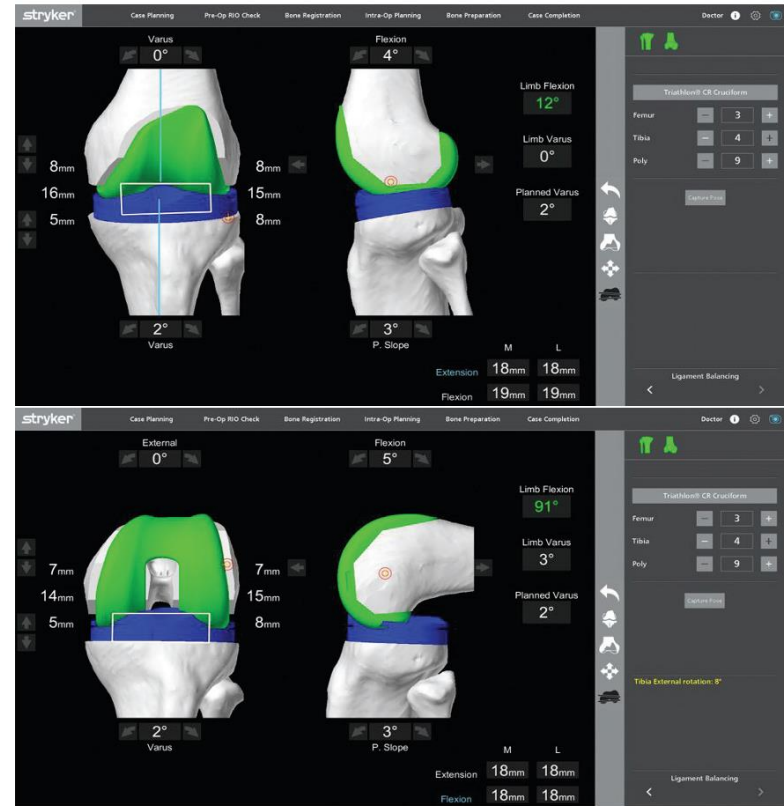 stryker Case Planning Pre-Op RIO Check Bone Registration Intra-Op Planning Bone Preparation Case Completion Doctor
Varus
0°
Flexion
4°
Limb Flexion
12°
Limb Varus
0°
Planned Varus
2°
8mm 8mm
16mm 15mm
5mm 8mm
2°
Varus
3°
P. Slope
M L
Extension 18mm 18mm
Flexion 19mm 19mm
Triathlon® CR Cruciform
Femur − 3 +
Tibia − 4 +
Poly − 9 +
Capture Pose
Ligament Balancing
< >
stryker Case Planning Pre-Op RIO Check Bone Registration Intra-Op Planning Bone Preparation Case Completion Doctor
External
0°
Flexion
5°
Limb Flexion
91°
Limb Varus
3°
Planned Varus
2°
7mm 7mm
14mm 15mm
5mm 8mm
2°
Varus
3°
P. Slope
M L
Extension 18mm 18mm
Flexion 18mm 18mm
Triathlon® CR Cruciform
Femur − 3 +
Tibia − 4 +
Poly − 9 +
Capture Pose
Tibia External rotation: 8°
Ligament Balancing
< >